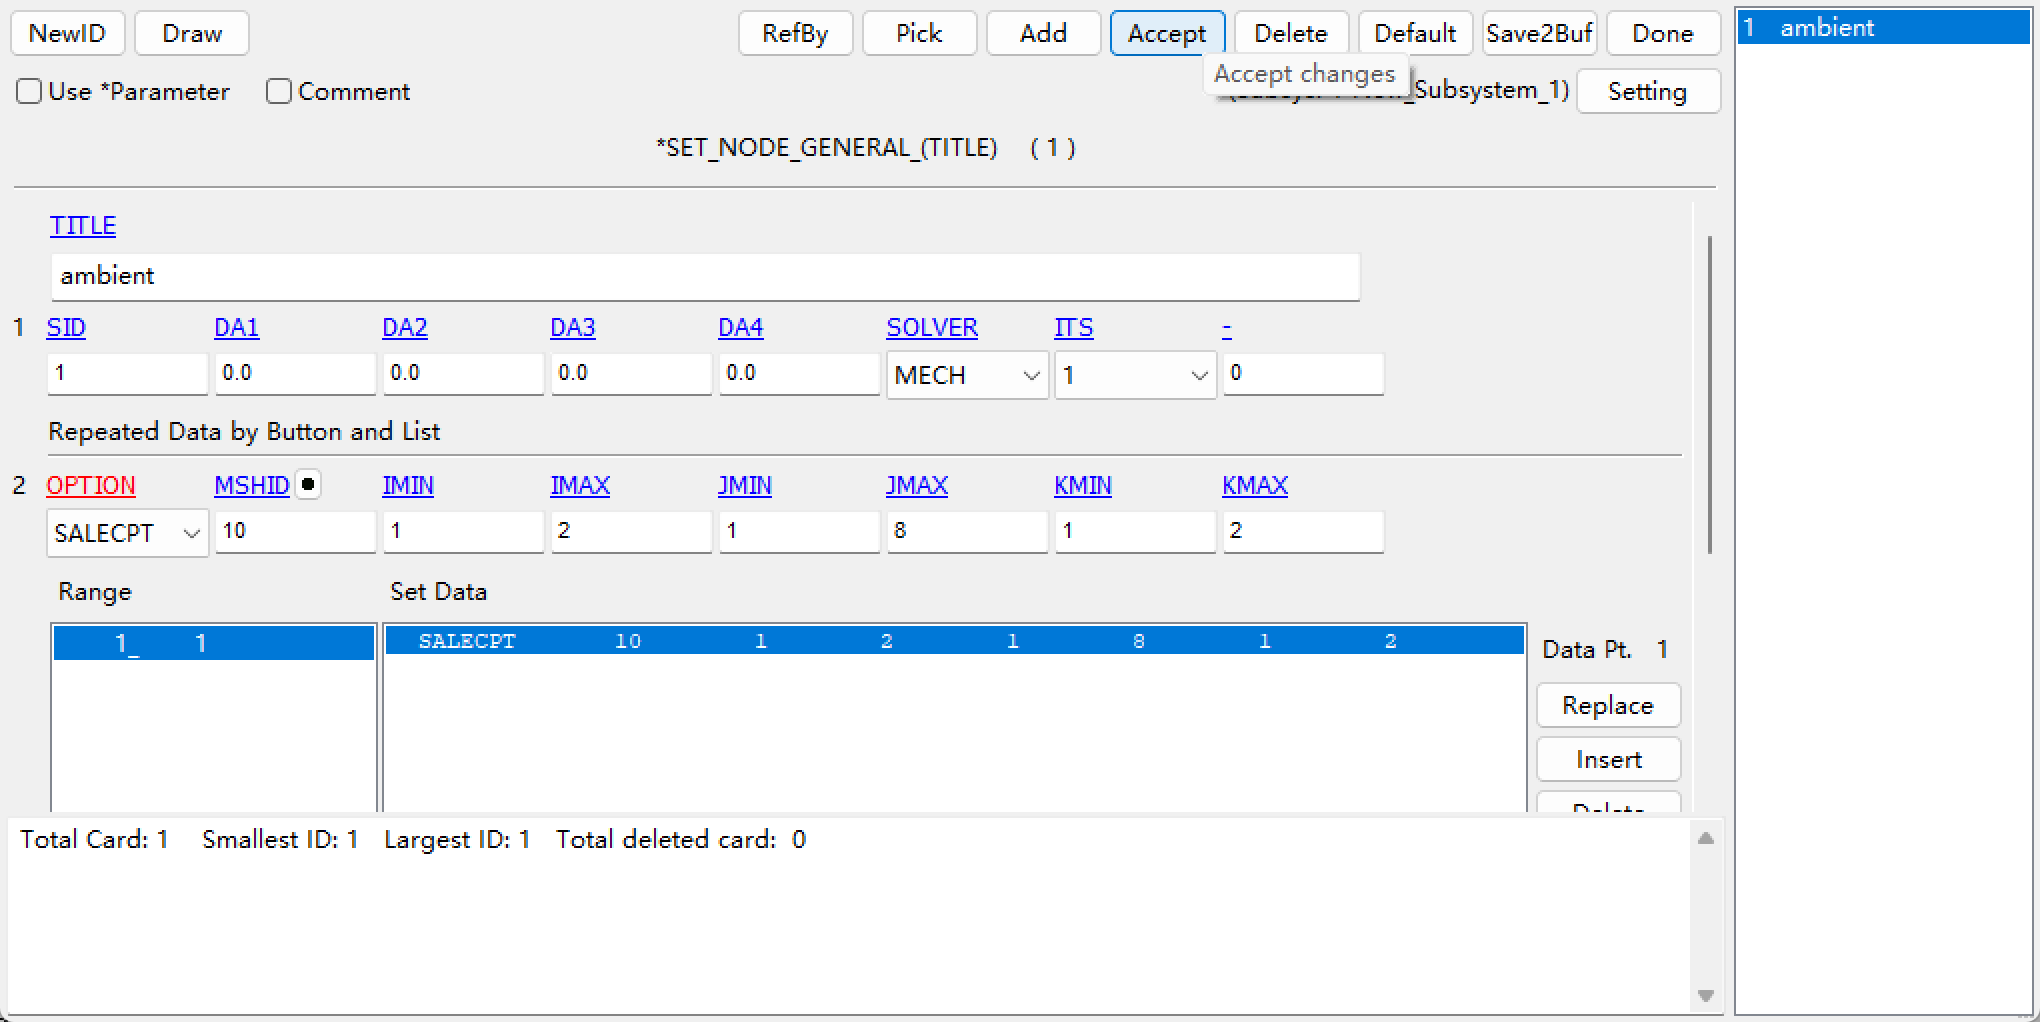 NewID Draw RefBy Pick Add Accept Delete Default Save2Buf Done
Use *Parameter Comment Accept changes _Subsystem_1) Setting
*SET_NODE_GENERAL_(TITLE) ( 1 )
TITLE
ambient
1 SID DA1 DA2 DA3 DA4 SOLVER ITS -
1 0.0 0.0 0.0 0.0 MECH 1 0
Repeated Data by Button and List
2 OPTION MSHID IMIN IMAX JMIN JMAX KMIN KMAX
SALECPT 10 1 2 1 8 1 2
Range Set Data
1_ 1 SALECPT 10 1 2 1 8 1 2
Data Pt. 1
Replace
Insert
Delete
Total Card: 1 Smallest ID: 1 Largest ID: 1 Total deleted card: 0
1 ambient